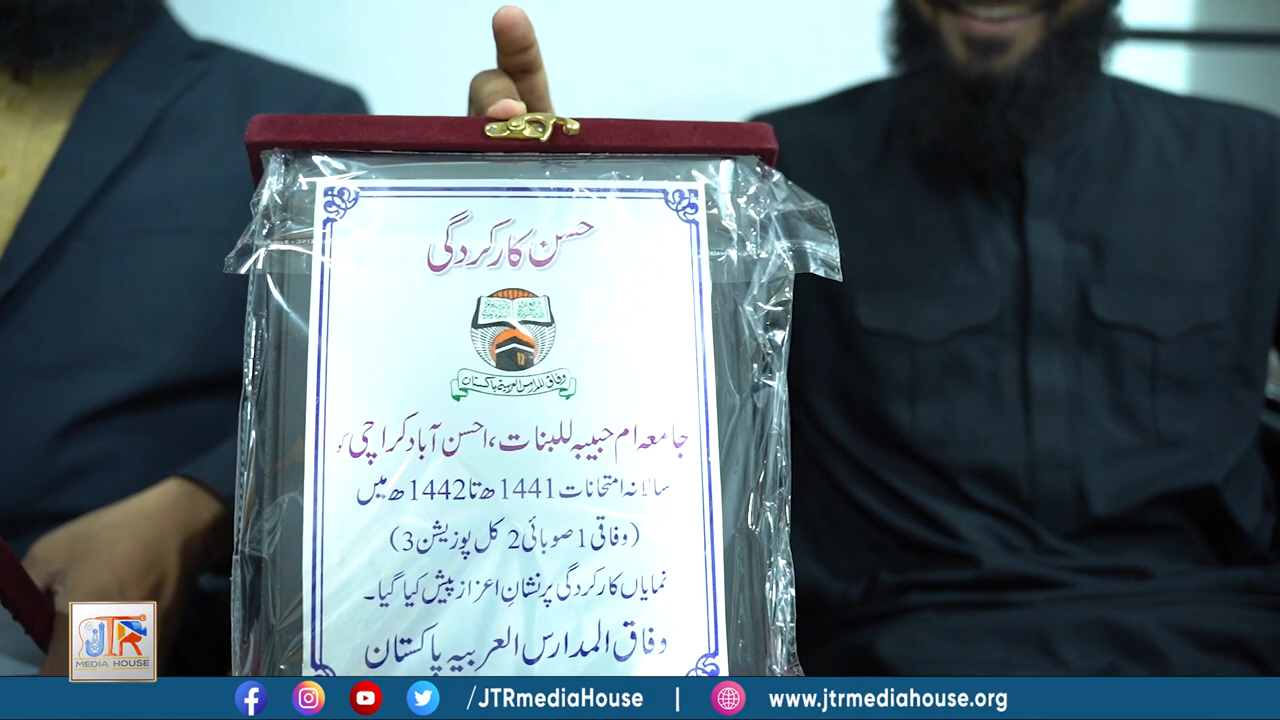 حسن کارکردگی
وفاق المدارس العربیہ پاکستان
جامعہ ام حبیبہ للبنات، احسن آباد کراچی کو
سالانہ امتحانات 1441ھ تا 1442ھ میں
(وفاقی 1 صوبائی 2 کل پوزیشن 3)
نمایاں کارکردگی پر نشانِ اعزاز پیش کیا گیا۔
وفاق المدارس العربیہ پاکستان
JTR
MEDIA HOUSE
/JTRmediaHouse | www.jtrmediahouse.org